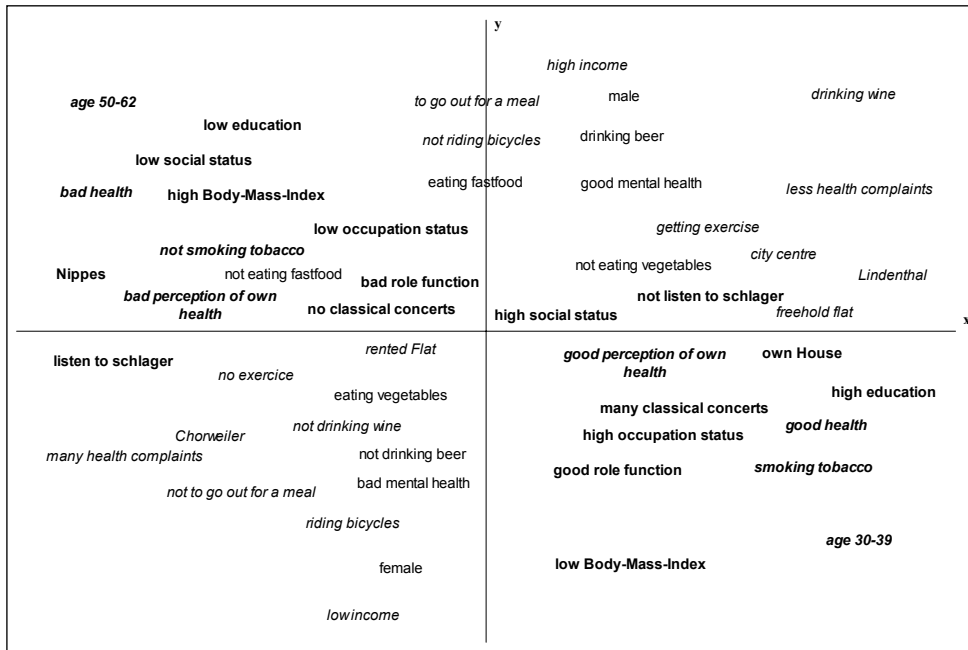 y
high income
drinking wine
male
age 50-62
to go out for a meal
low education
drinking beer
not riding bicycles
low social status
eating fastfood
good mental health
bad health
high Body-Mass-Index
less health complaints
low occupation status
getting exercise
not smoking tobacco
city centre
not eating vegetables
Nippes
not eating fastfood
bad role function
Lindenthal
bad perception of own
health
no classical concerts
high social status
not listen to schlager
freehold flat
x
rented Flat
good perception of own
health
own House
listen to schlager
no exercice
eating vegetables
high education
many classical concerts
not drinking wine
good health
Chorweiler
high occupation status
many health complaints
not drinking beer
good role function
smoking tobacco
bad mental health
not to go out for a meal
riding bicycles
age 30-39
female
low Body-Mass-Index
low income